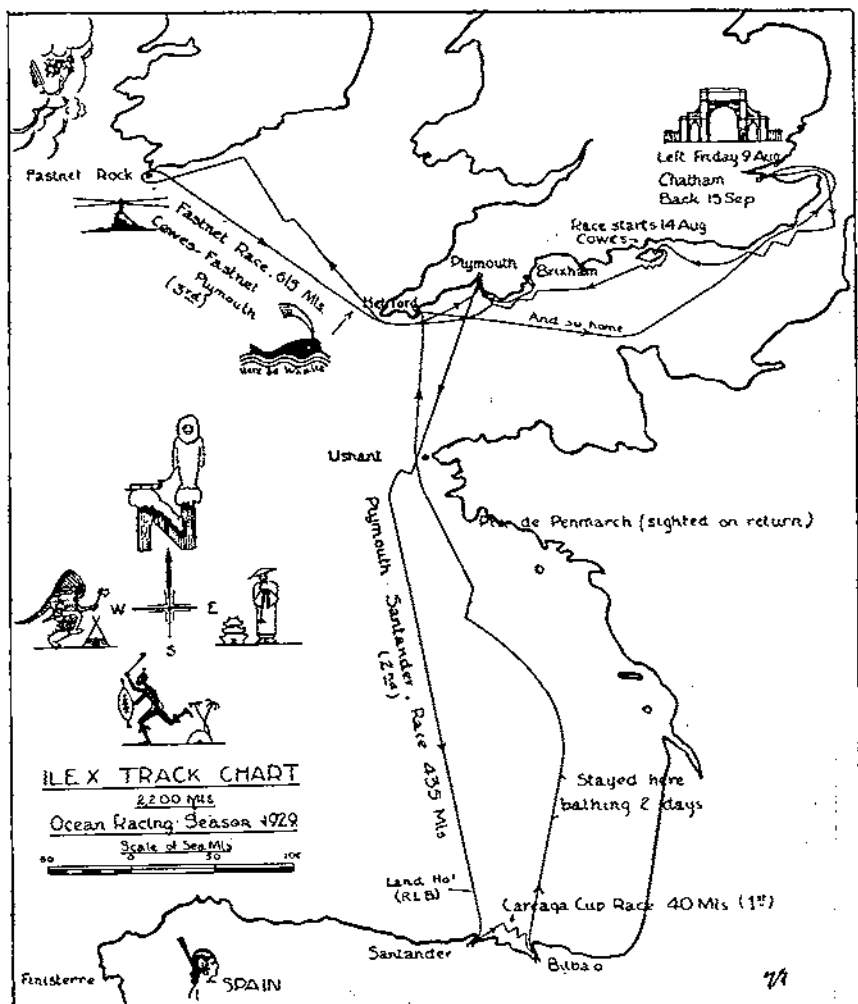 Left Friday 9 Aug
Chatham
Back 15 Sep
Fastnet Rock
Race starts 14 Aug
Cowes
Plymouth
Brixham
Fastnet Race. 615 Mls
Cowes-Fastnet
Plymouth
(3rd)
Helford
And so home
Here be Whales
Ushant
Plymouth - Santander. Race 435 Mls
(2nd)
de Penmarch (sighted on return)
N
W E
S
ILEX TRACK CHART
2200 Mls
Ocean Racing Season 1929
Scale of Sea Mls
50 0 50 100
Stayed here
bathing 2 days
Land Ho!
(RLB)
Careaga Cup Race 40 Mls (1st)
Santander
Bilbao
Finisterre
SPAIN